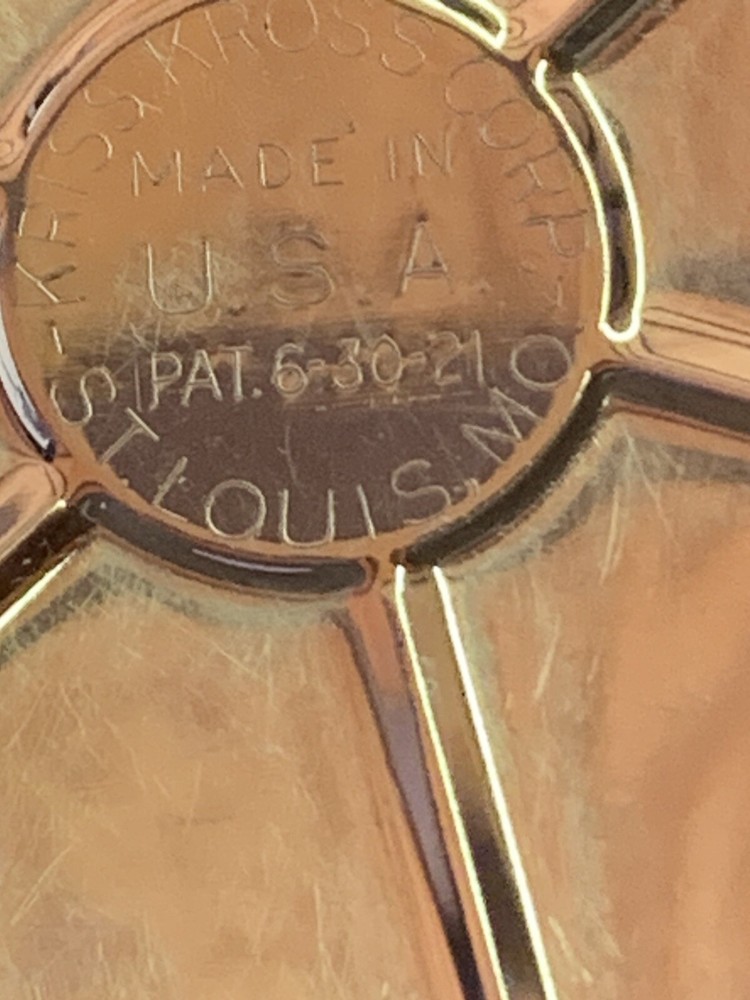 -KRISS KROSS CORP.-
MADE IN
U.S.A.
PAT. 6-30-21
ST. LOUIS, MO